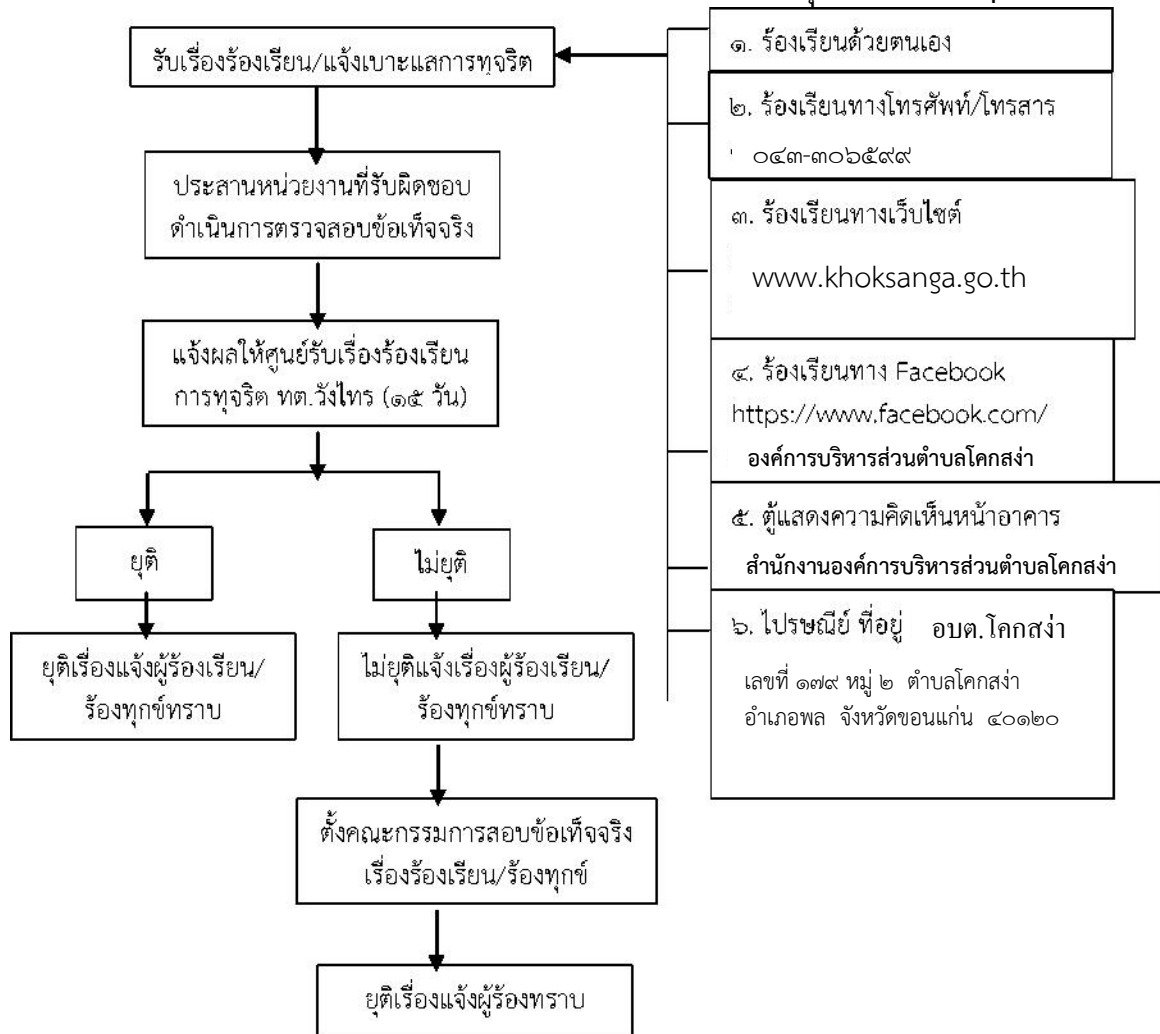 รับเรื่องร้องเรียน/แจ้งเบาะแสการทุจริต
ประสานหน่วยงานที่รับผิดชอบ
ดำเนินการตรวจสอบข้อเท็จจริง
แจ้งผลให้ศูนย์รับเรื่องร้องเรียน
การทุจริต ทต.วังไทร (๑๕ วัน)
ยุติ
ไม่ยุติ
ยุติเรื่องแจ้งผู้ร้องเรียน/
ร้องทุกข์ทราบ
ไม่ยุติแจ้งเรื่องผู้ร้องเรียน/
ร้องทุกข์ทราบ
ตั้งคณะกรรมการสอบข้อเท็จจริง
เรื่องร้องเรียน/ร้องทุกข์
ยุติเรื่องแจ้งผู้ร้องทราบ
๑. ร้องเรียนด้วยตนเอง
๒. ร้องเรียนทางโทรศัพท์/โทรสาร
๐๔๓-๓๐๖๕๙๙
๓. ร้องเรียนทางเว็บไซต์
www.khoksanga.go.th
๔. ร้องเรียนทาง Facebook
https://www.facebook.com/
องค์การบริหารส่วนตำบลโคกสง่า
๕. ตู้แสดงความคิดเห็นหน้าอาคาร
สำนักงานองค์การบริหารส่วนตำบลโคกสง่า
๖. ไปรษณีย์ ที่อยู่ อบต.โคกสง่า
เลขที่ ๑๗๙ หมู่ ๒ ตำบลโคกสง่า
อำเภอพล จังหวัดขอนแก่น ๔๐๑๒๐